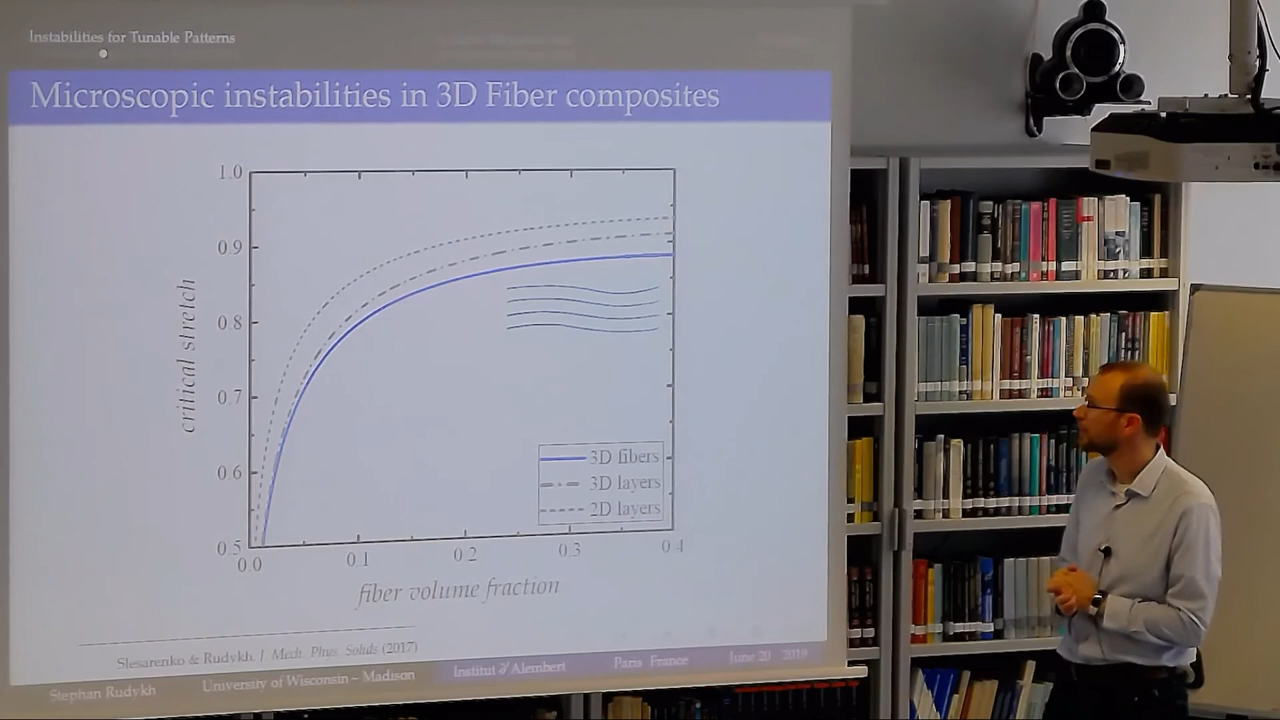 Instabilities for Tunable Patterns
Microscopic instabilities in 3D Fiber composites
1.0
0.9
0.8
0.7
0.6
0.5
critical stretch
0.0 0.1 0.2 0.3 0.4
fiber volume fraction
3D fibers
3D layers
2D layers
Slesarenko & Rudykh. J Mech. Phys. Solids (2017)
Stephan Rudykh University of Wisconsin – Madison Institut ∂'Alembert Paris France June 20 2019